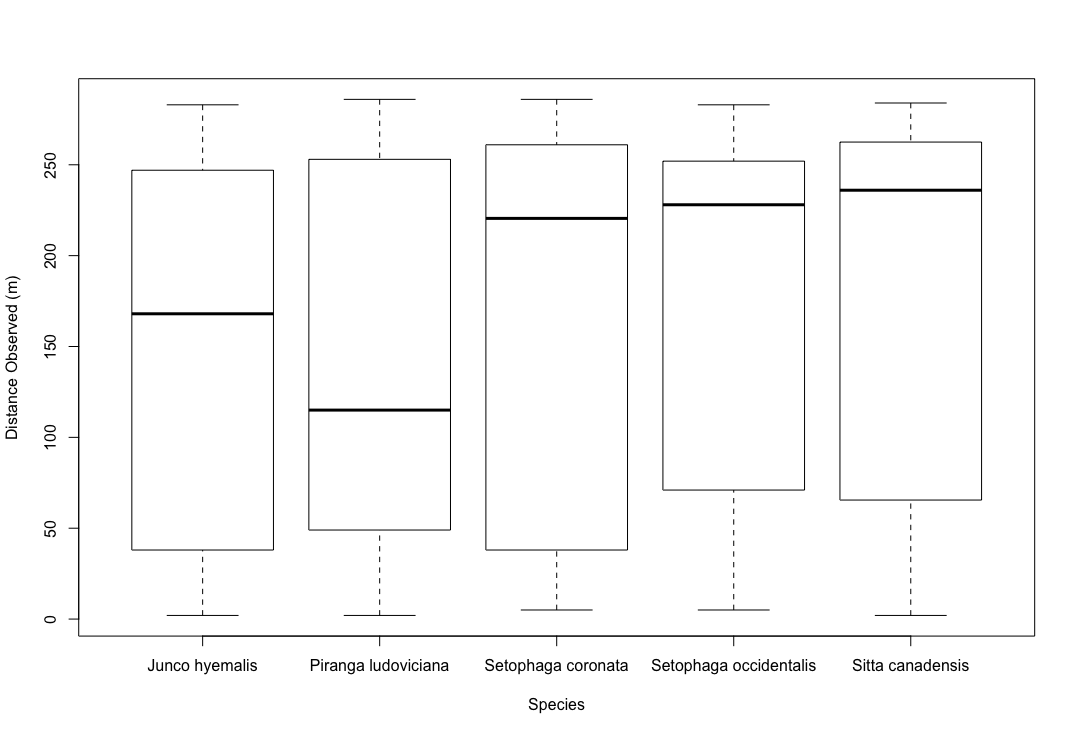 Distance Observed (m)
250
200
150
100
50
0
Junco hyemalis Piranga ludoviciana Setophaga coronata Setophaga occidentalis Sitta canadensis
Species